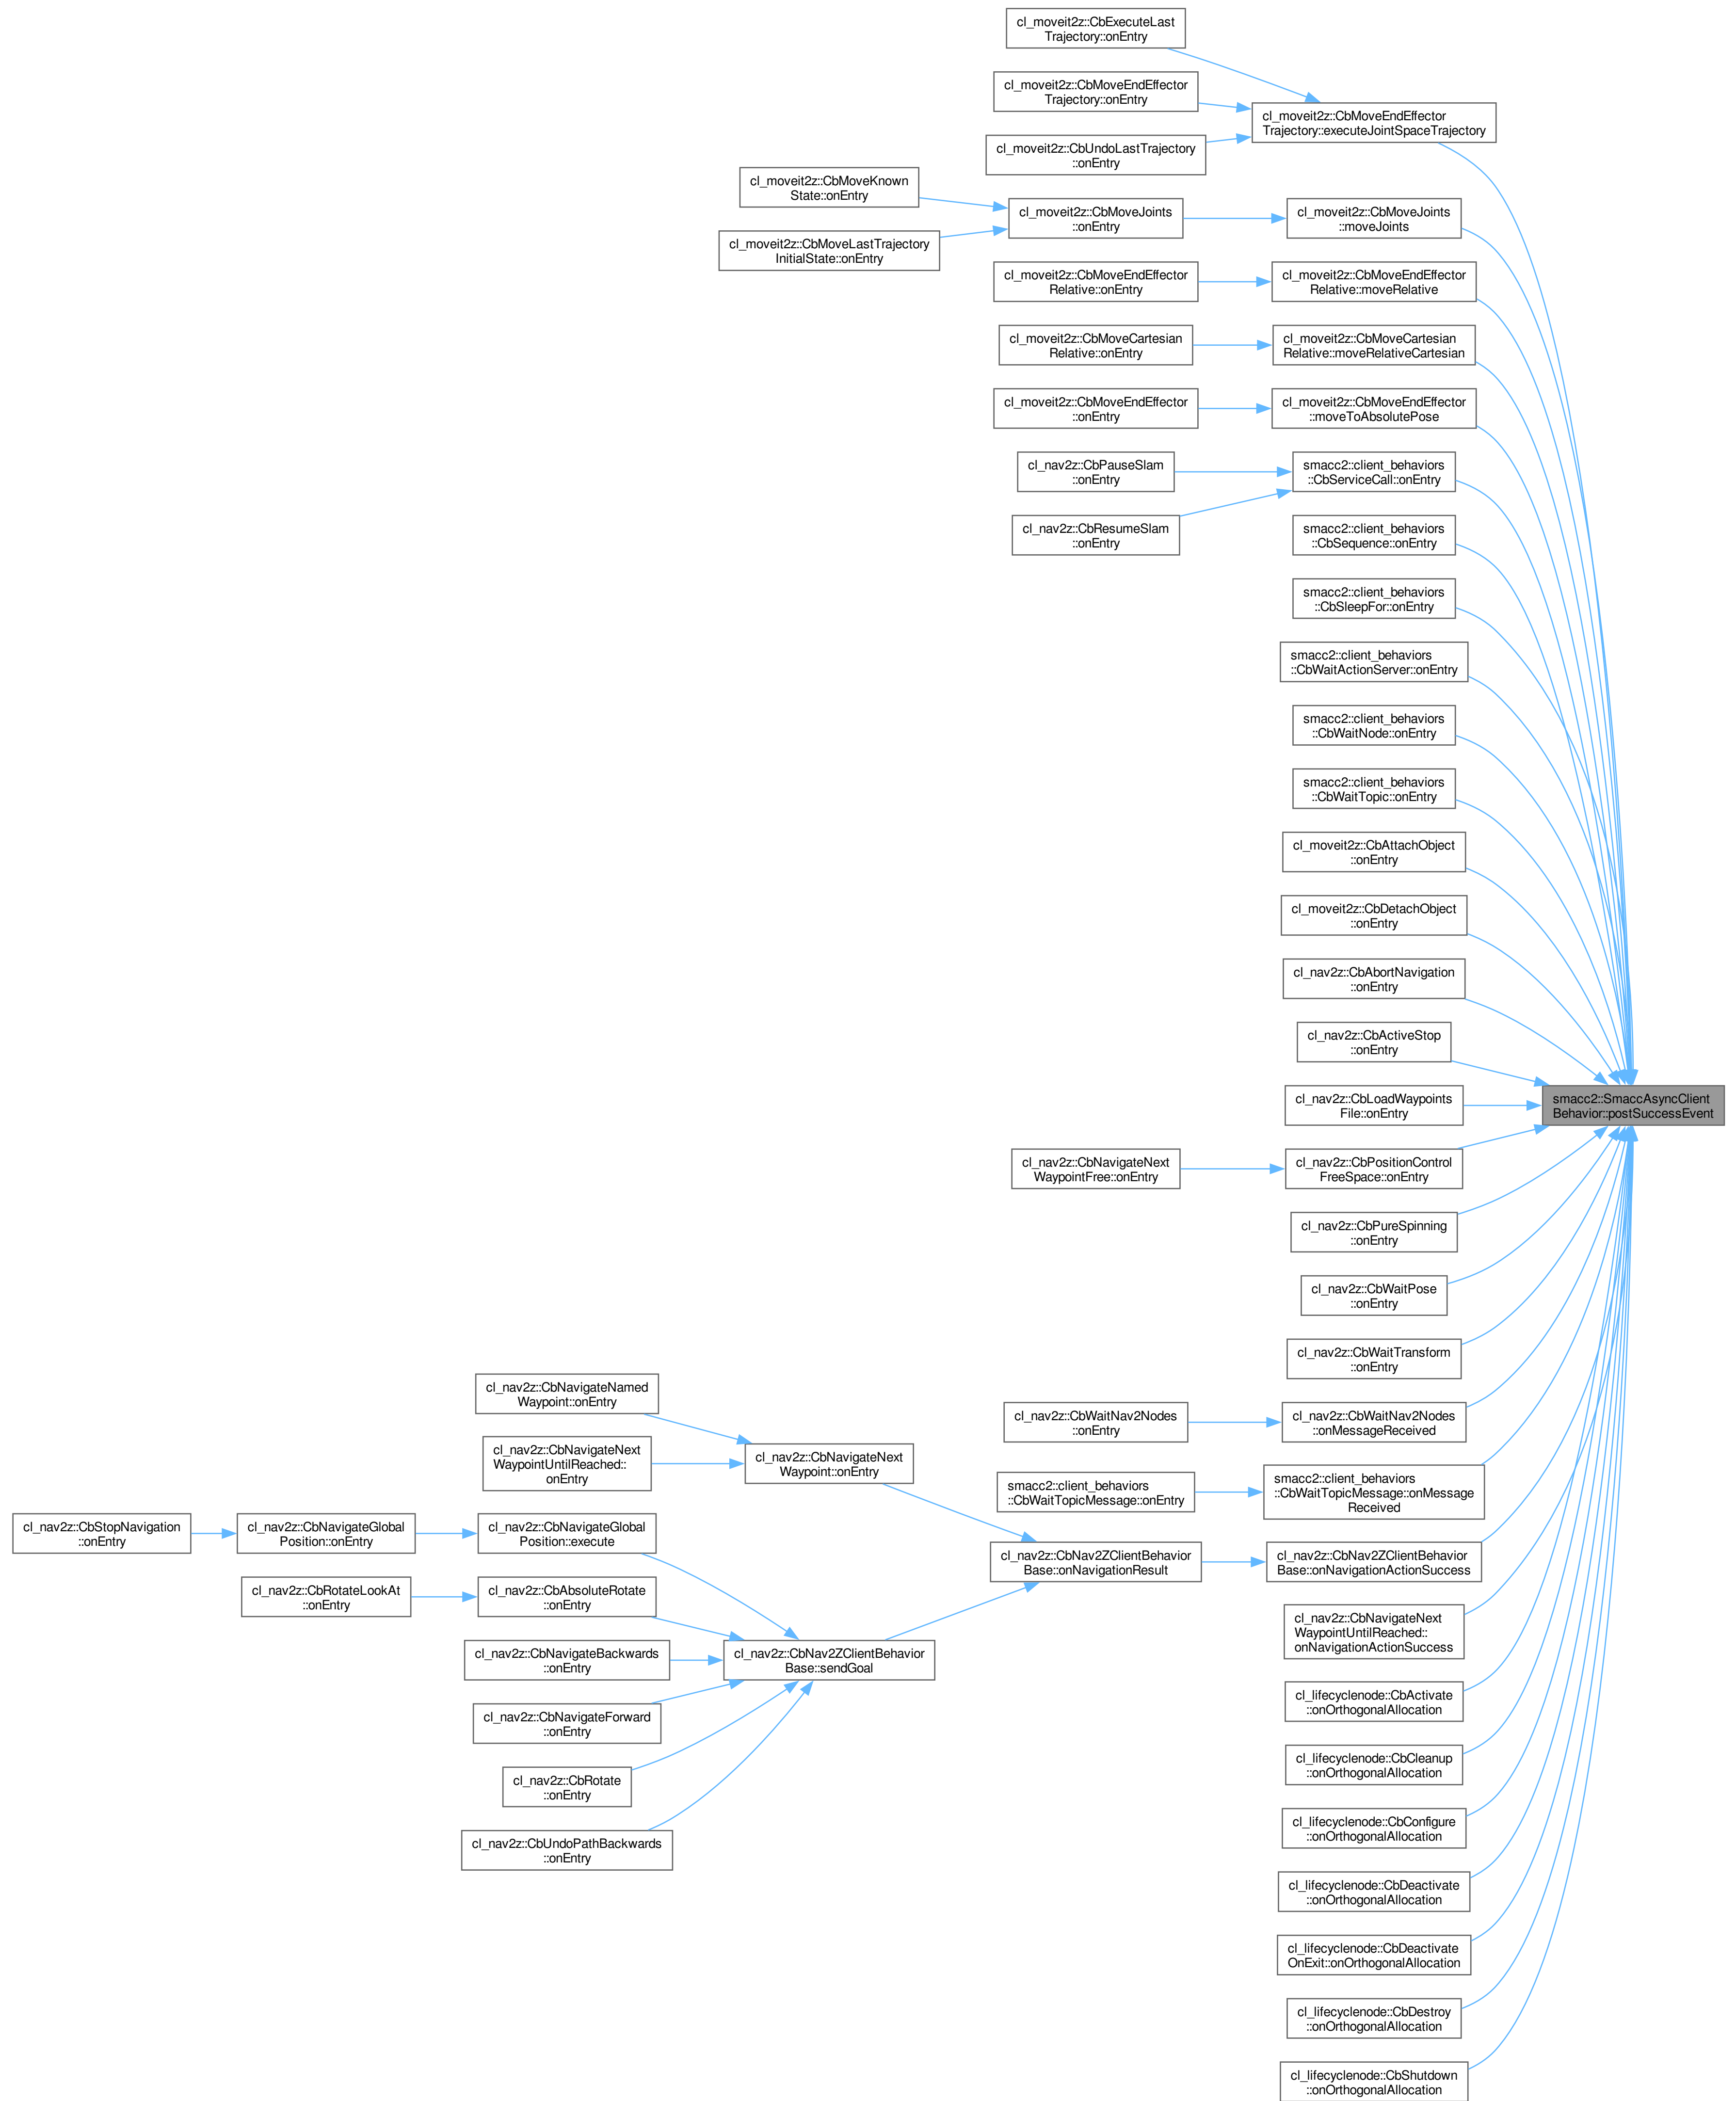 cl_moveit2z::CbExecuteLast
Trajectory::onEntry
cl_moveit2z::CbMoveEndEffector
Trajectory::onEntry
cl_moveit2z::CbMoveEndEffector
Trajectory::executeJointSpaceTrajectory
cl_moveit2z::CbUndoLastTrajectory
::onEntry
cl_moveit2z::CbMoveKnown
State::onEntry
cl_moveit2z::CbMoveJoints
::onEntry
cl_moveit2z::CbMoveJoints
::moveJoints
cl_moveit2z::CbMoveLastTrajectory
InitialState::onEntry
cl_moveit2z::CbMoveEndEffector
Relative::onEntry
cl_moveit2z::CbMoveEndEffector
Relative::moveRelative
cl_moveit2z::CbMoveCartesian
Relative::onEntry
cl_moveit2z::CbMoveCartesian
Relative::moveRelativeCartesian
cl_moveit2z::CbMoveEndEffector
::onEntry
cl_moveit2z::CbMoveEndEffector
::moveToAbsolutePose
cl_nav2z::CbPauseSlam
::onEntry
smacc2::client_behaviors
::CbServiceCall::onEntry
cl_nav2z::CbResumeSlam
::onEntry
smacc2::client_behaviors
::CbSequence::onEntry
smacc2::client_behaviors
::CbSleepFor::onEntry
smacc2::client_behaviors
::CbWaitActionServer::onEntry
smacc2::client_behaviors
::CbWaitNode::onEntry
smacc2::client_behaviors
::CbWaitTopic::onEntry
cl_moveit2z::CbAttachObject
::onEntry
cl_moveit2z::CbDetachObject
::onEntry
cl_nav2z::CbAbortNavigation
::onEntry
cl_nav2z::CbActiveStop
::onEntry
cl_nav2z::CbLoadWaypoints
File::onEntry
smacc2::SmaccAsyncClient
Behavior::postSuccessEvent
cl_nav2z::CbNavigateNext
WaypointFree::onEntry
cl_nav2z::CbPositionControl
FreeSpace::onEntry
cl_nav2z::CbPureSpinning
::onEntry
cl_nav2z::CbWaitPose
::onEntry
cl_nav2z::CbWaitTransform
::onEntry
cl_nav2z::CbNavigateNamed
Waypoint::onEntry
cl_nav2z::CbWaitNav2Nodes
::onEntry
cl_nav2z::CbWaitNav2Nodes
::onMessageReceived
cl_nav2z::CbNavigateNext
WaypointUntilReached::
onEntry
cl_nav2z::CbNavigateNext
Waypoint::onEntry
smacc2::client_behaviors
::CbWaitTopicMessage::onEntry
smacc2::client_behaviors
::CbWaitTopicMessage::onMessage
Received
cl_nav2z::CbStopNavigation
::onEntry
cl_nav2z::CbNavigateGlobal
Position::onEntry
cl_nav2z::CbNavigateGlobal
Position::execute
cl_nav2z::CbNav2ZClientBehavior
Base::onNavigationResult
cl_nav2z::CbNav2ZClientBehavior
Base::onNavigationActionSuccess
cl_nav2z::CbRotateLookAt
::onEntry
cl_nav2z::CbAbsoluteRotate
::onEntry
cl_nav2z::CbNavigateNext
WaypointUntilReached::
onNavigationActionSuccess
cl_nav2z::CbNavigateBackwards
::onEntry
cl_nav2z::CbNav2ZClientBehavior
Base::sendGoal
cl_lifecyclenode::CbActivate
::onOrthogonalAllocation
cl_nav2z::CbNavigateForward
::onEntry
cl_lifecyclenode::CbCleanup
::onOrthogonalAllocation
cl_nav2z::CbRotate
::onEntry
cl_lifecyclenode::CbConfigure
::onOrthogonalAllocation
cl_nav2z::CbUndoPathBackwards
::onEntry
cl_lifecyclenode::CbDeactivate
::onOrthogonalAllocation
cl_lifecyclenode::CbDeactivate
OnExit::onOrthogonalAllocation
cl_lifecyclenode::CbDestroy
::onOrthogonalAllocation
cl_lifecyclenode::CbShutdown
::onOrthogonalAllocation